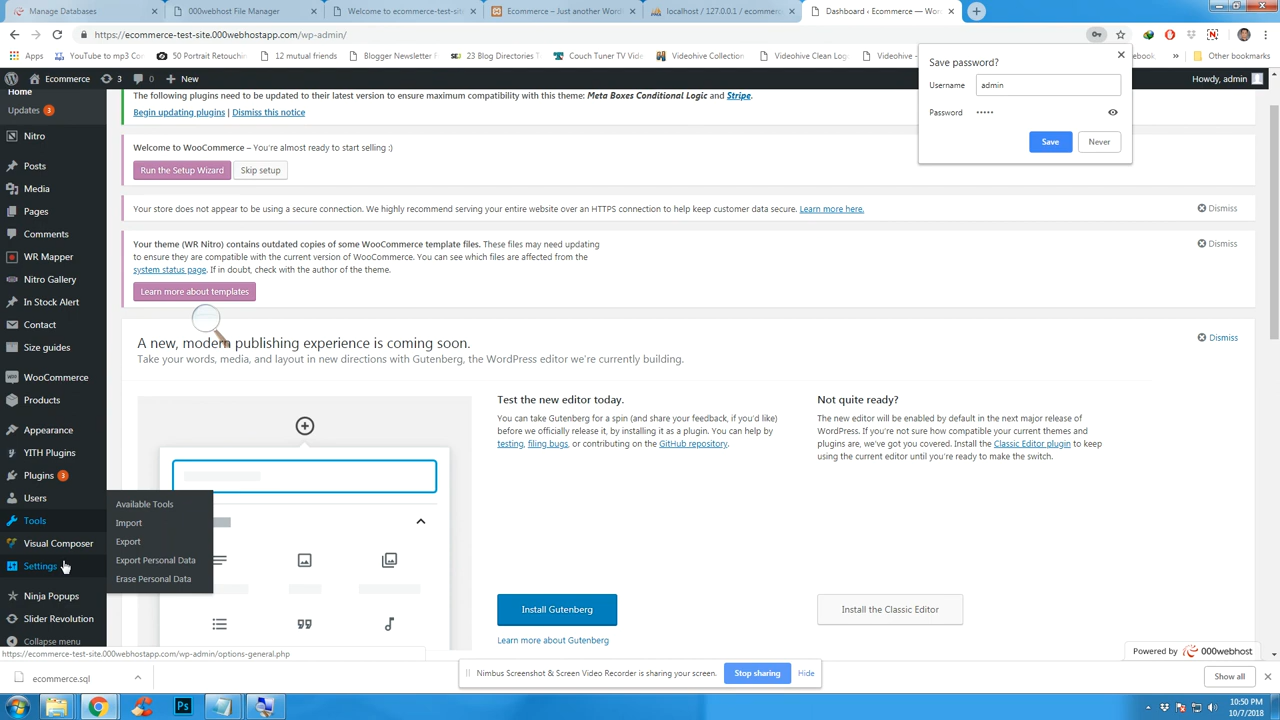 Manage Databases
000webhost File Manager
Welcome to ecommerce-test-si
Ecommerce – Just another Word
localhost / 127.0.0.1 / ecommerc
Dashboard ‹ Ecommerce — Wo
https://ecommerce-test-site.000webhostapp.com/wp-admin/
Apps
YouTube to mp3 Co
50 Portrait Retouchin
12 mutual friends
Blogger Newsletter F
23 Blog Directories T
Couch Tuner TV Vide
Videohive Collection
Videohive Clean Logo
Videohive -
Other bookmarks
Ecommerce
3
0
New
Howdy, admin
Save password?
Username
admin
Password
•••••
Save
Never
Home
Updates 3
Nitro
Posts
Media
Pages
Comments
WR Mapper
Nitro Gallery
In Stock Alert
Contact
Size guides
WooCommerce
Products
Appearance
YITH Plugins
Plugins 3
Users
Tools
Visual Composer
Settings
Ninja Popups
Slider Revolution
Collapse menu
Available Tools
Import
Export
Export Personal Data
Erase Personal Data
The following plugins need to be updated to their latest version to ensure maximum compatibility with this theme: Meta Boxes Conditional Logic and Stripe.
Begin updating plugins | Dismiss this notice
Welcome to WooCommerce – You're almost ready to start selling :)
Run the Setup Wizard
Skip setup
Your store does not appear to be using a secure connection. We highly recommend serving your entire website over an HTTPS connection to help keep customer data secure. Learn more here.
Dismiss
Your theme (WR Nitro) contains outdated copies of some WooCommerce template files. These files may need updating
to ensure they are compatible with the current version of WooCommerce. You can see which files are affected from the
system status page. If in doubt, check with the author of the theme.
Dismiss
Learn more about templates
A new, modern publishing experience is coming soon.
Dismiss
Take your words, media, and layout in new directions with Gutenberg, the WordPress editor we're currently building.
Test the new editor today.
You can take Gutenberg for a spin (and share your feedback, if you'd like)
before we officially release it, by installing it as a plugin. You can help by
testing, filing bugs, or contributing on the GitHub repository.
Install Gutenberg
Learn more about Gutenberg
Not quite ready?
The new editor will be enabled by default in the next major release of
WordPress. If you're not sure how compatible your current themes and
plugins are, we've got you covered. Install the Classic Editor plugin to keep
using the current editor until you're ready to make the switch.
Install the Classic Editor
Powered by 000webhost
https://ecommerce-test-site.000webhostapp.com/wp-admin/options-general.php
ecommerce.sql
Nimbus Screenshot & Screen Video Recorder is sharing your screen.
Stop sharing
Hide
Show all
Ps
10:50 PM
10/7/2018